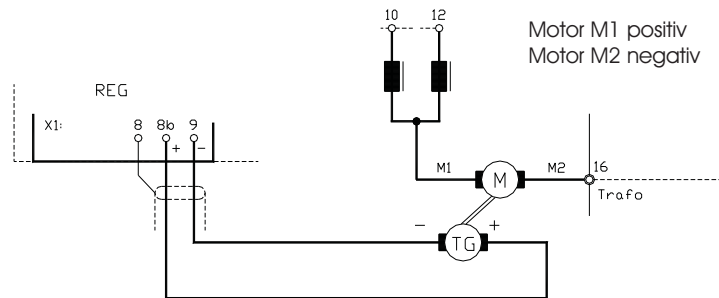 10 12
Motor M1 positiv
Motor M2 negativ
REG
X1: 8 8b 9
+ -
M1 M M2 16
Trafo
- +
TG